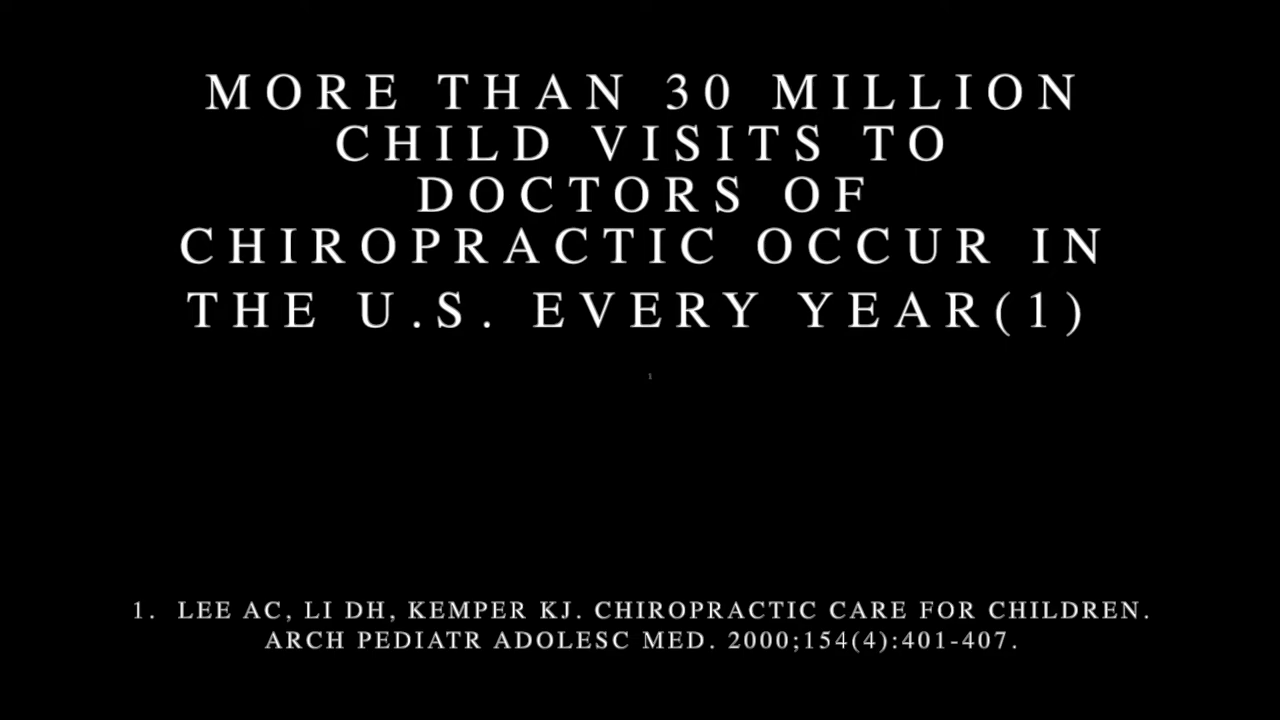 MORE THAN 30 MILLION
CHILD VISITS TO
DOCTORS OF
CHIROPRACTIC OCCUR IN
THE U.S. EVERY YEAR(1)
1
1. LEE AC, LI DH, KEMPER KJ. CHIROPRACTIC CARE FOR CHILDREN.
ARCH PEDIATR ADOLESC MED. 2000;154(4):401-407.